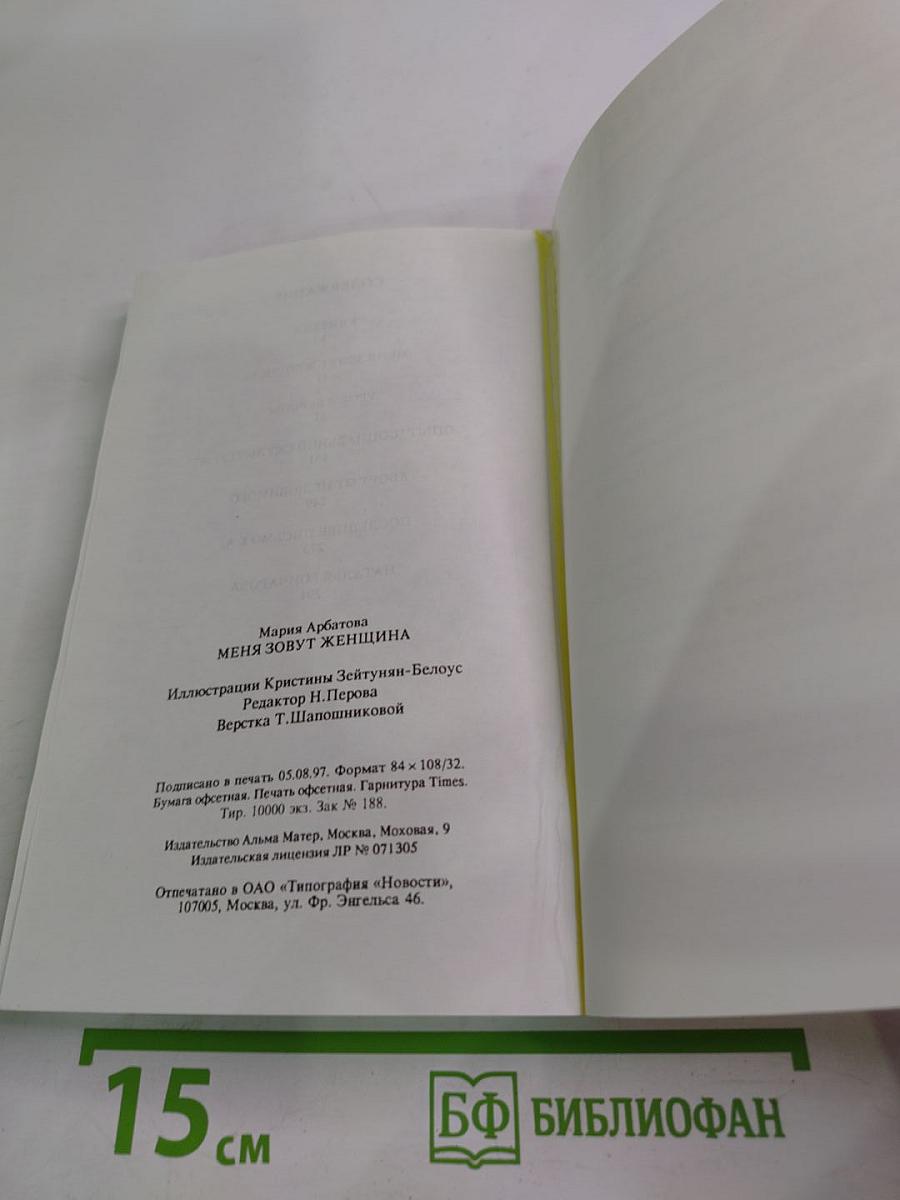 Мария Арбатова
МЕНЯ ЗОВУТ ЖЕНЩИНА
Иллюстрации Кристины Зейтунян-Белоус
Редактор Н.Перова
Верстка Т.Шапошниковой
Подписано в печать 05.08.97. Формат 84 × 108/32.
Бумага офсетная. Печать офсетная. Гарнитура Times.
Тир. 10000 экз. Зак № 188.
Издательство Альма Матер, Москва, Моховая, 9
Издательская лицензия ЛР № 071305
Отпечатано в ОАО «Типография «Новости»,
107005, Москва, ул. Фр. Энгельса 46.
15 см
БФ БИБЛИОФАН